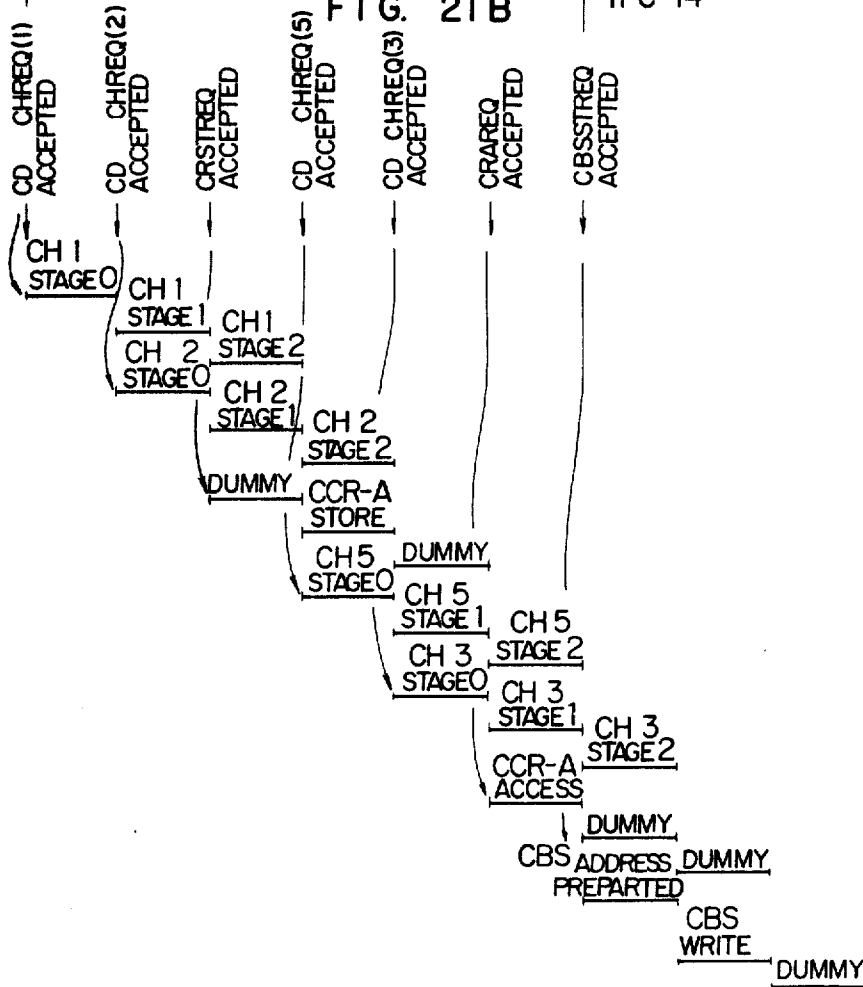 FIG. 21B
CD CHREQ(1)
ACCEPTED
CD CHREQ(2)
ACCEPTED
CRSTREQ
ACCEPTED
CD CHREQ(5)
ACCEPTED
CD CHREQ(3)
ACCEPTED
CRAREQ
ACCEPTED
CBSSTREQ
ACCEPTED
CH 1
STAGE 0
CH 1
STAGE 1
CH 1
STAGE 2
CH 2
STAGE 0
CH 2
STAGE 1
CH 2
STAGE 2
DUMMY
CCR-A
STORE
DUMMY
CH 5
STAGE 0
CH 5
STAGE 1
CH 5
STAGE 2
CH 3
STAGE 0
CH 3
STAGE 1
CH 3
STAGE 2
CCR-A
ACCESS
DUMMY
CBS ADDRESS
PREPARTED
DUMMY
CBS
WRITE
DUMMY